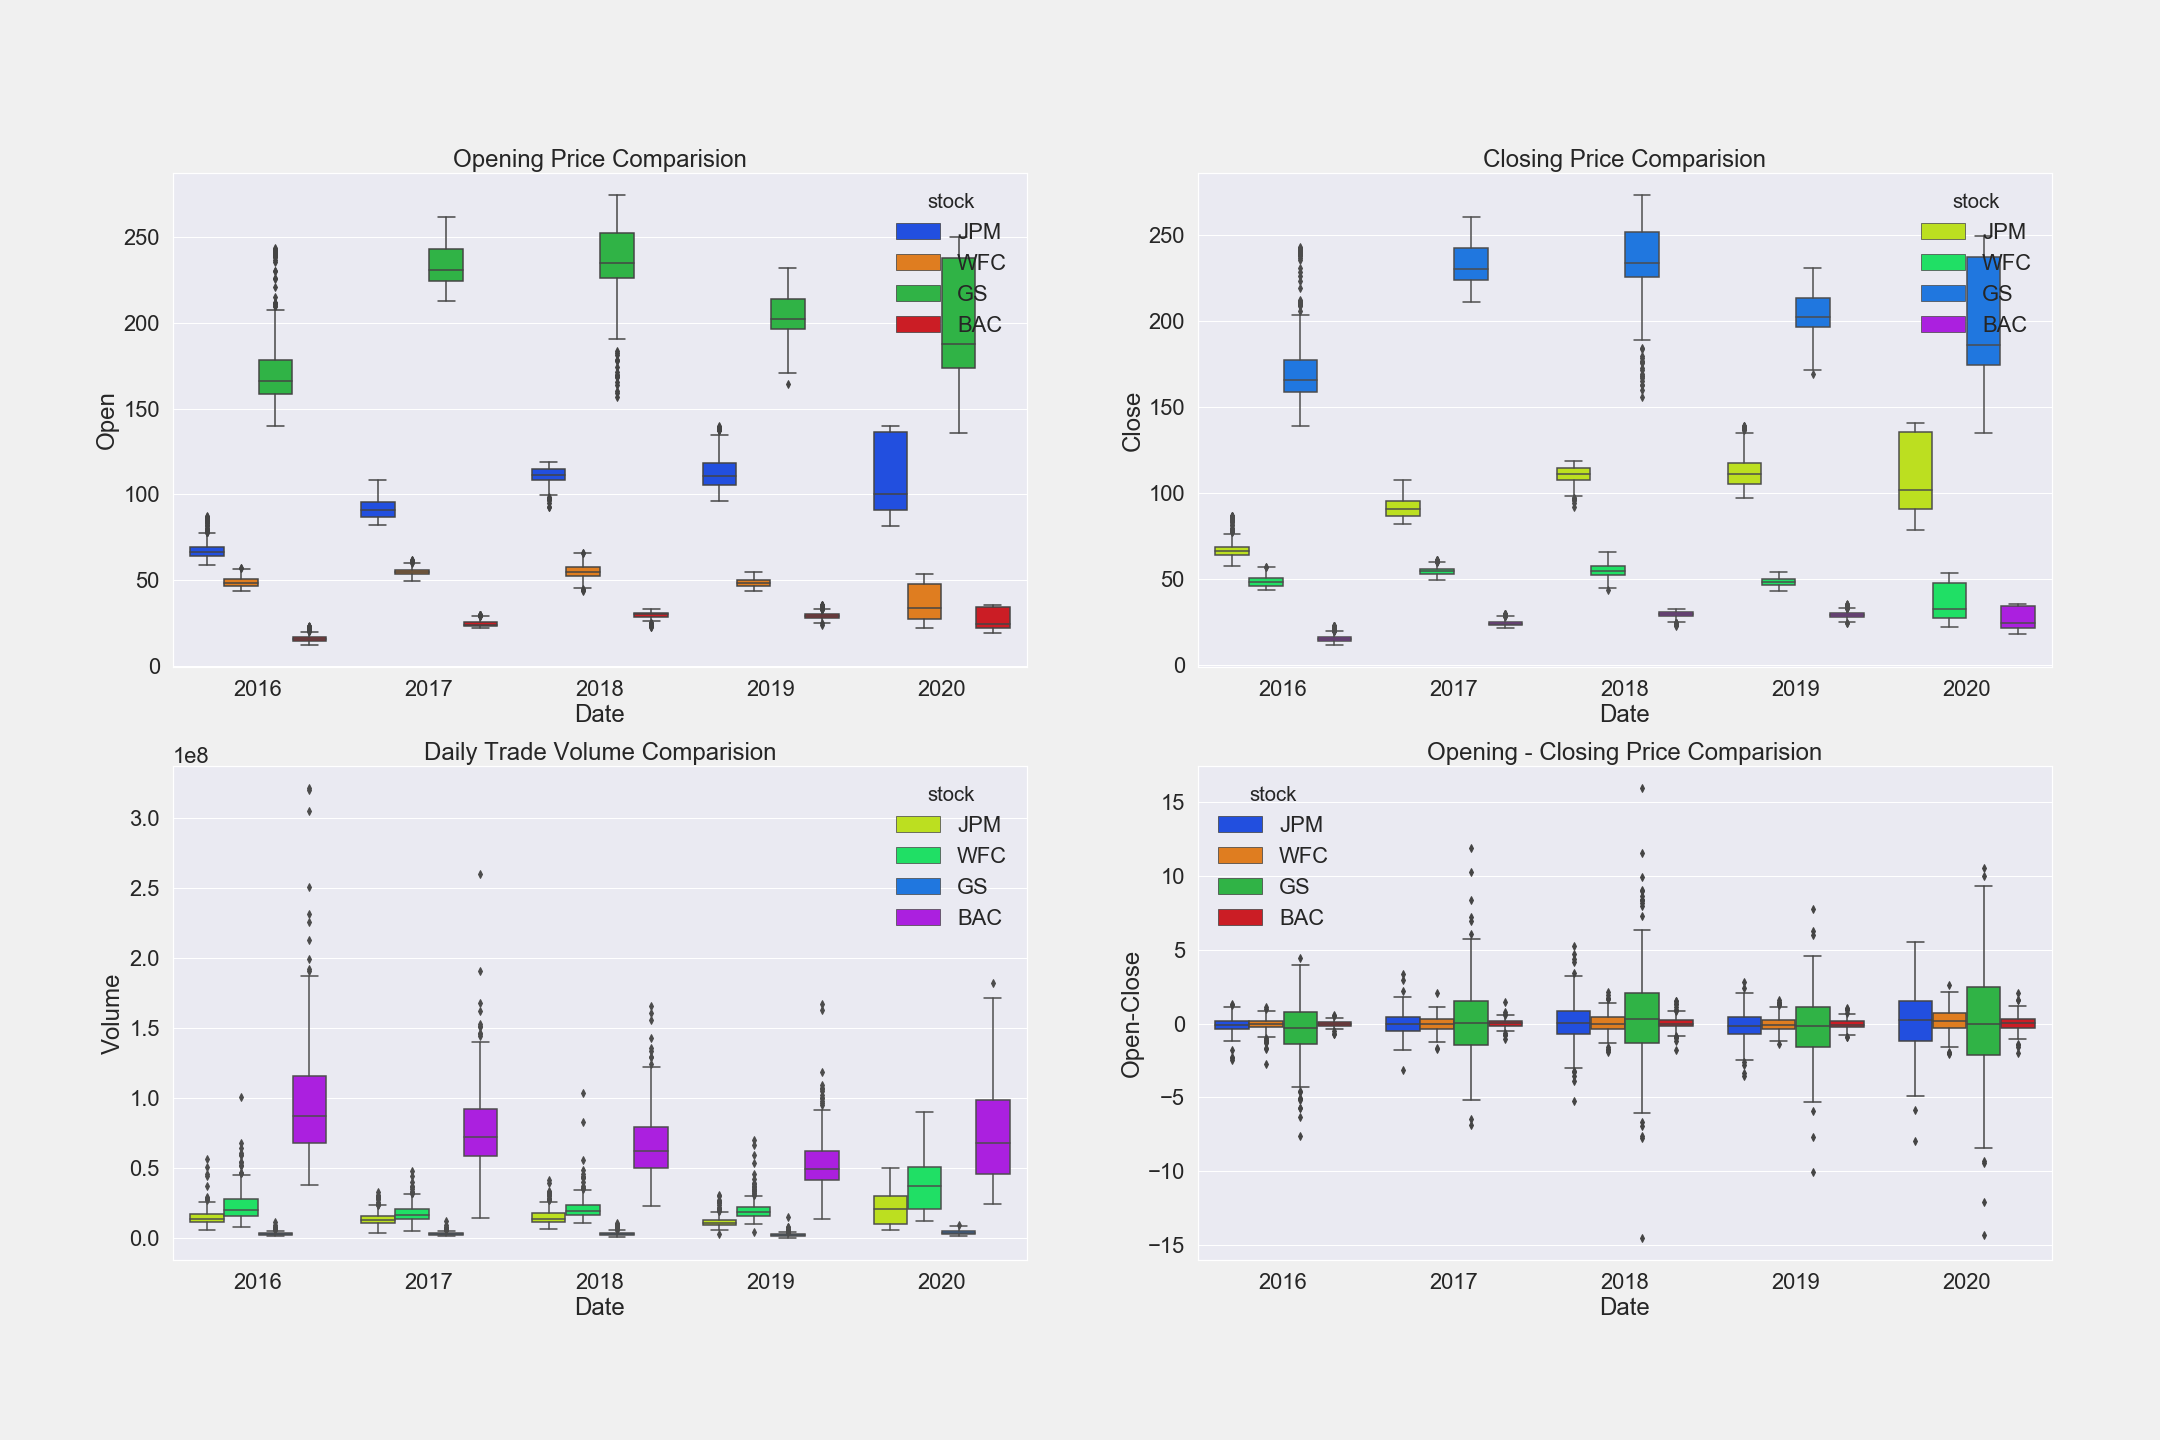 Opening Price Comparision
stock
JPM
WFC
GS
BAC
Open
250
200
150
100
50
0
2016 2017 2018 2019 2020
Date
Closing Price Comparision
stock
JPM
WFC
GS
BAC
Close
250
200
150
100
50
0
2016 2017 2018 2019 2020
Date
1e8
Daily Trade Volume Comparision
stock
JPM
WFC
GS
BAC
Volume
3.0
2.5
2.0
1.5
1.0
0.5
0.0
2016 2017 2018 2019 2020
Date
Opening - Closing Price Comparision
stock
JPM
WFC
GS
BAC
Open-Close
15
10
5
0
−5
−10
−15
2016 2017 2018 2019 2020
Date